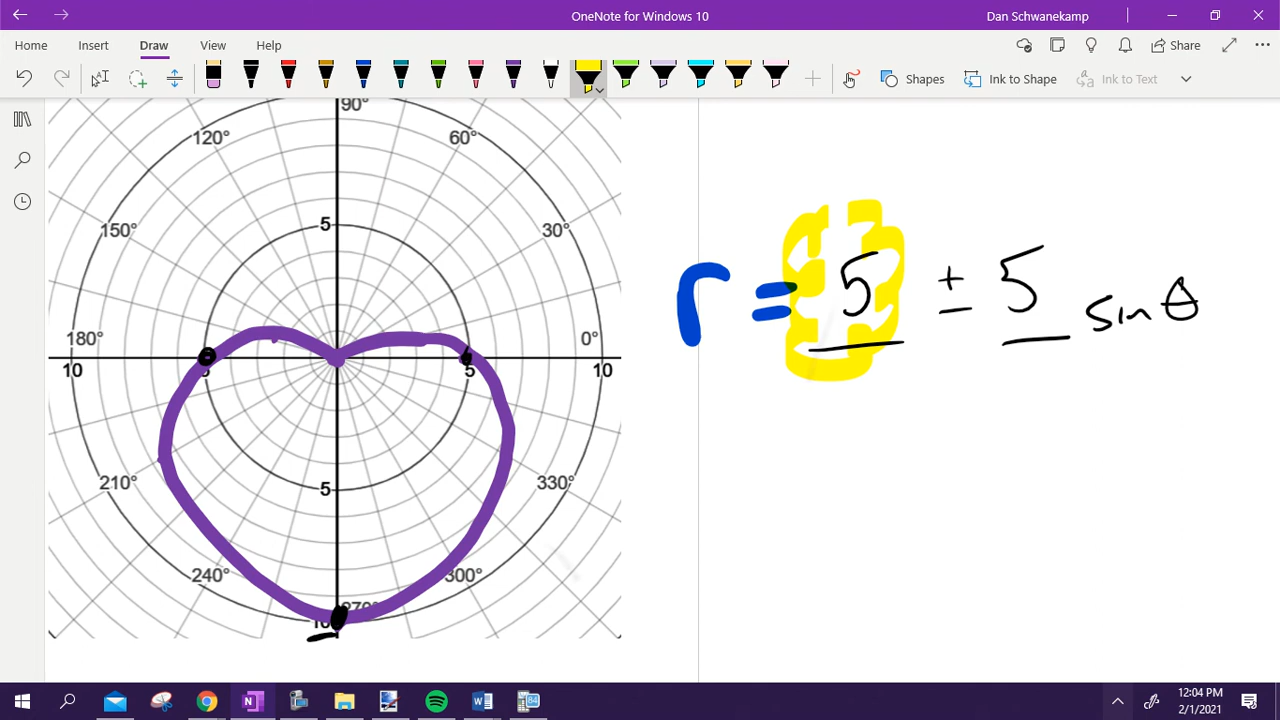 OneNote for Windows 10
Dan Schwanekamp
Home Insert Draw View Help
Share
Shapes
Ink to Shape
Ink to Text
90°
120° 60°
150° 30°
5
180° 0°
10 5 10
5
210° 330°
240° 300°
270°
10
r = 5 ± 5 sin θ
12:04 PM
2/1/2021